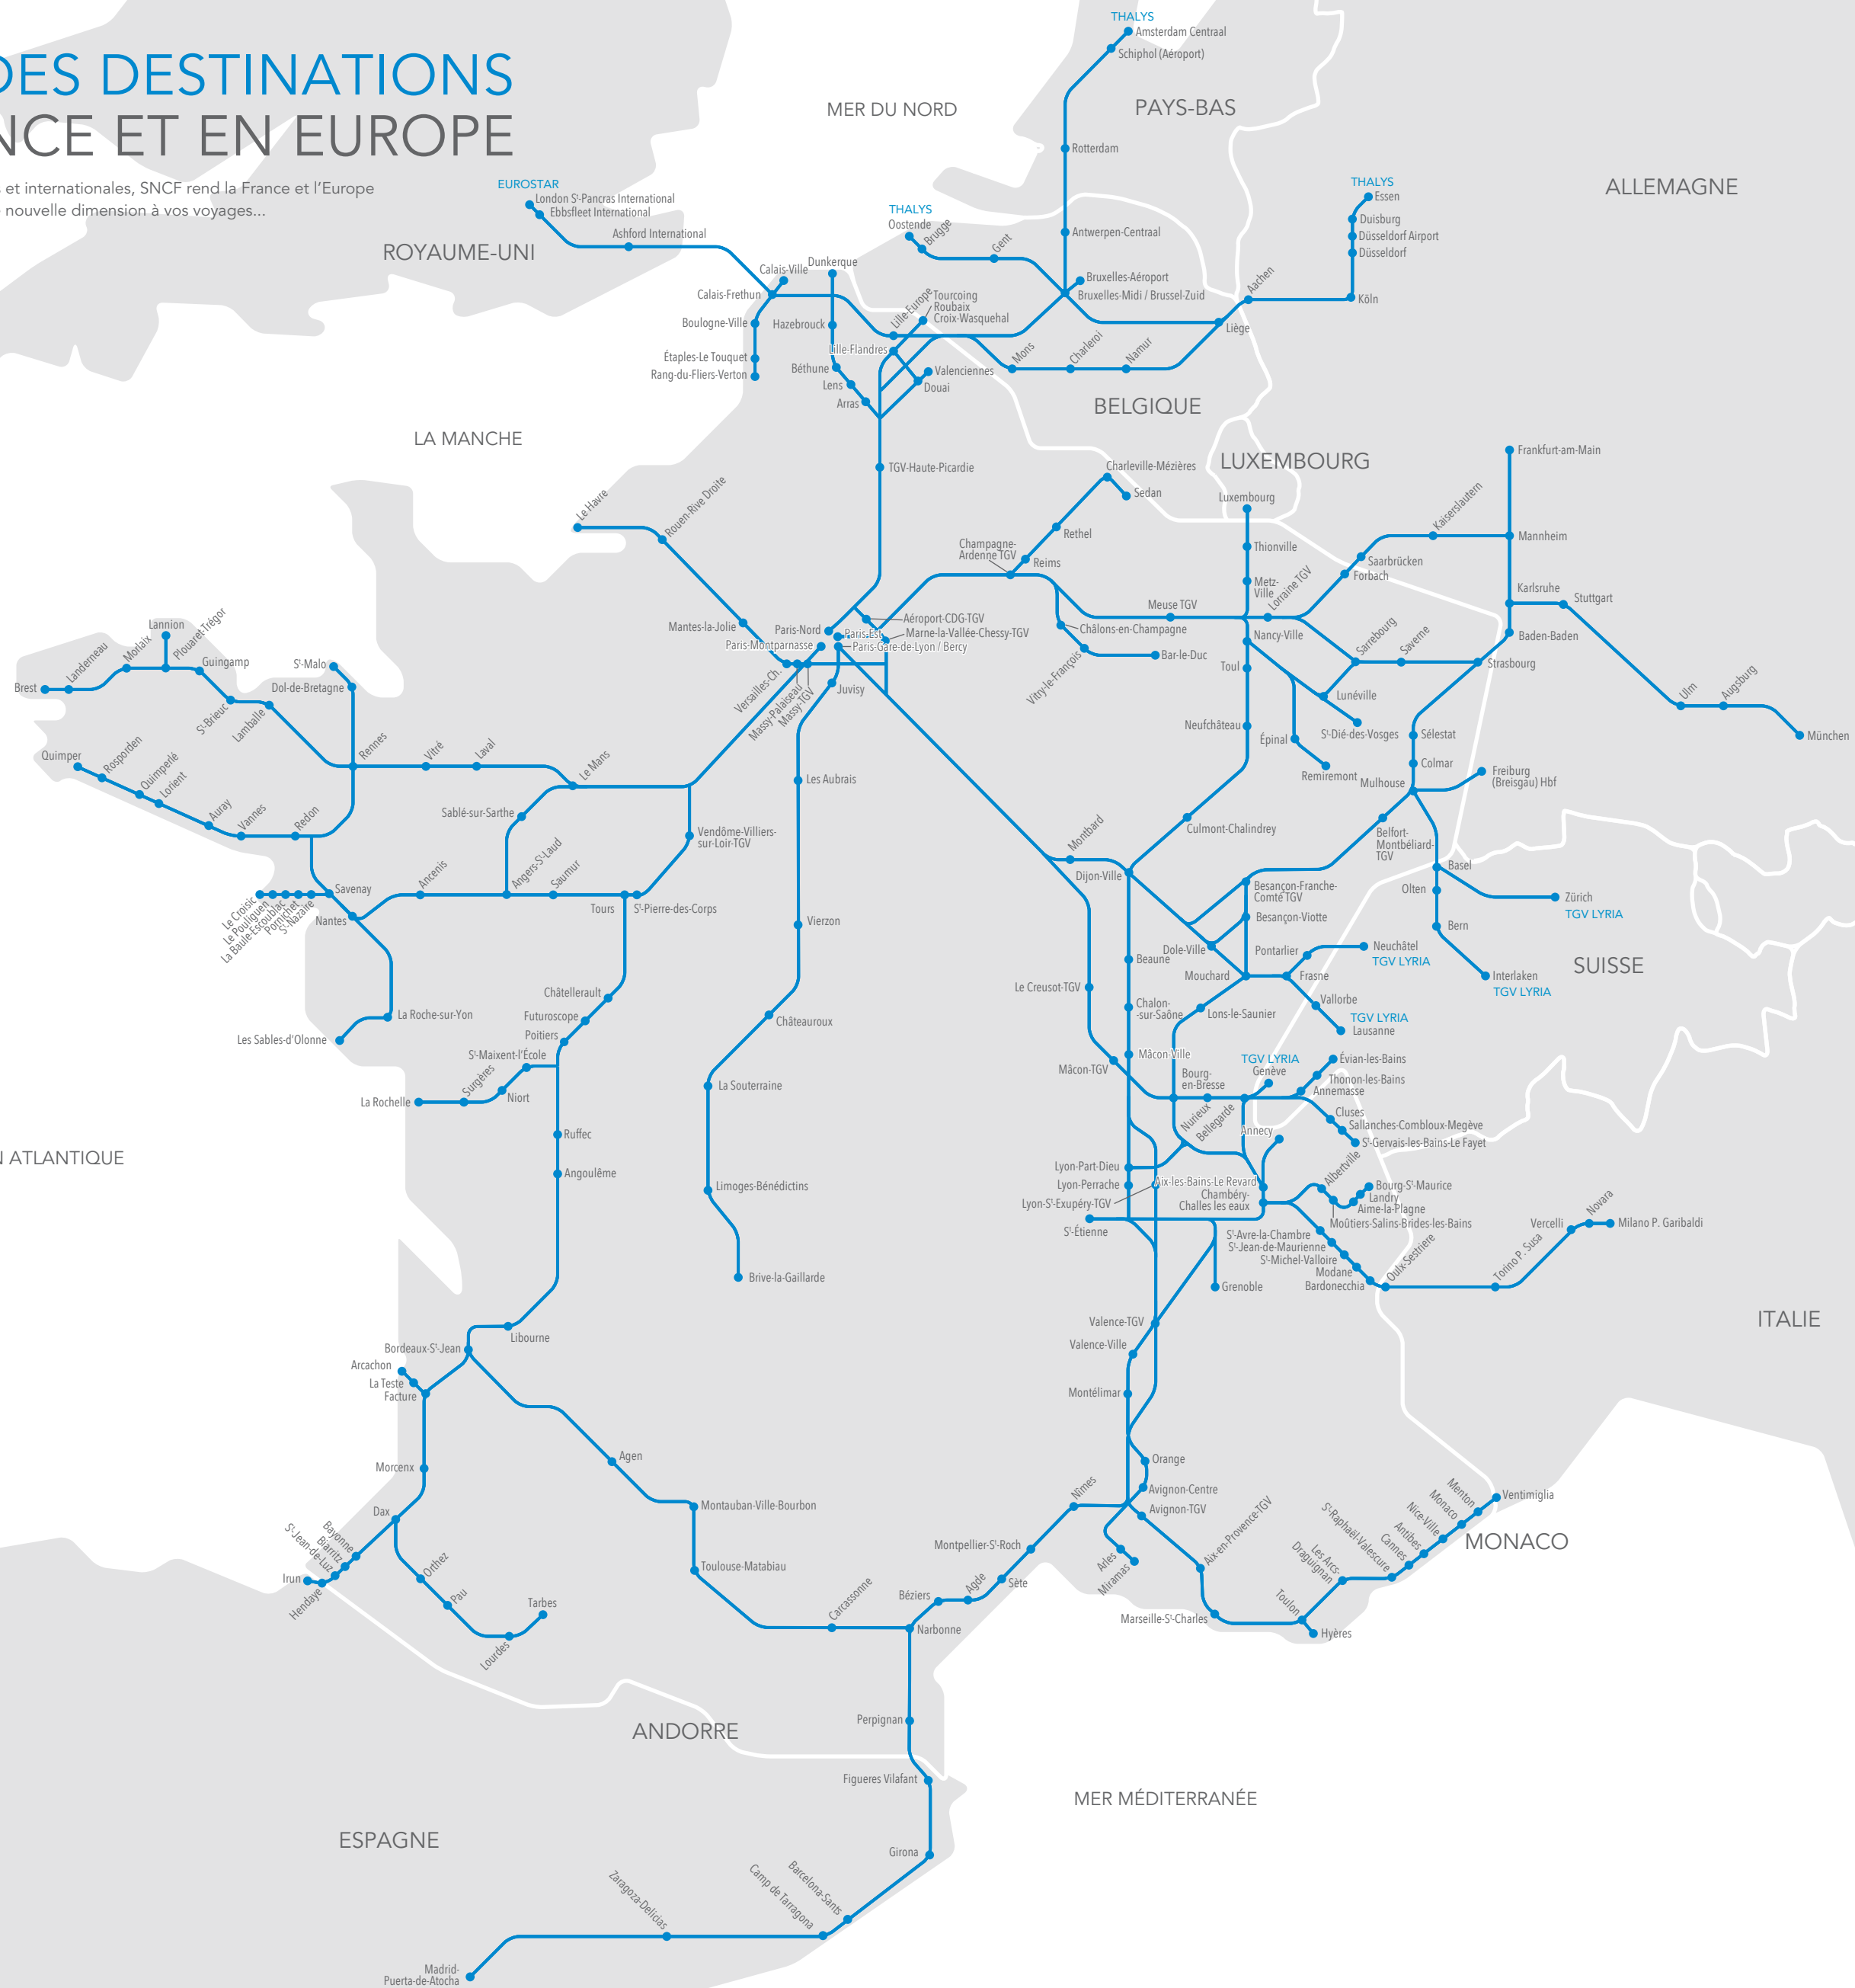 DES DESTINATIONS
NCE ET EN EUROPE
s et internationales, SNCF rend la France et l'Europe
nouvelle dimension à vos voyages...
THALYS
Amsterdam Centraal
Schiphol (Aéroport)
MER DU NORD
PAYS-BAS
Rotterdam
ALLEMAGNE
EUROSTAR
London St-Pancras International
Ebbsfleet International
Ashford International
ROYAUME-UNI
THALYS
Oostende
Brugge
Gent
Antwerpen-Centraal
THALYS
Essen
Duisburg
Düsseldorf Airport
Düsseldorf
Köln
Aachen
Bruxelles-Aéroport
Bruxelles-Midi / Brussel-Zuid
Liège
Calais-Ville
Dunkerque
Calais-Frethun
Boulogne-Ville
Hazebrouck
Étaples-Le Touquet
Rang-du-Fliers-Verton
Lille-Europe
Tourcoing
Roubaix
Croix-Wasquehal
Lille-Flandres
Béthune
Lens
Arras
Valenciennes
Douai
Mons
Charleroi
Namur
BELGIQUE
LA MANCHE
LUXEMBOURG
TGV-Haute-Picardie
Charleville-Mézières
Sedan
Rethel
Luxembourg
Thionville
Metz-
Ville
Frankfurt-am-Main
Kaiserslautern
Mannheim
Saarbrücken
Forbach
Karlsruhe
Stuttgart
Baden-Baden
Le Havre
Rouen-Rive Droite
Champagne-
Ardenne TGV
Reims
Meuse TGV
Lorraine TGV
Mantes-la-Jolie
Paris-Nord
Paris-Est
Aéroport-CDG-TGV
Marne-la-Vallée-Chessy-TGV
Paris-Montparnasse
Paris-Gare-de-Lyon / Bercy
Versailles-Ch.
Massy-Palaiseau
Massy-TGV
Juvisy
Châlons-en-Champagne
Vitry-le-François
Bar-le-Duc
Nancy-Ville
Toul
Sarrebourg
Saverne
Strasbourg
Lunéville
St-Dié-des-Vosges
Neufchâteau
Épinal
Remiremont
Sélestat
Colmar
Mulhouse
Freiburg
(Breisgau) Hbf
Ulm
Augsburg
München
Brest
Landerneau
Morlaix
Lannion
Plouaret-Trégor
Guingamp
St-Brieuc
Lamballe
St-Malo
Dol-de-Bretagne
Rennes
Vitré
Laval
Le Mans
Quimper
Rosporden
Quimperlé
Lorient
Auray
Vannes
Redon
Sablé-sur-Sarthe
Les Aubrais
Vendôme-Villiers-
sur-Loir-TGV
Le Croisic
Le Pouliguen
La Baule-Escoublac
Pornichet
St-Nazaire
Savenay
Nantes
Ancenis
Angers-St-Laud
Saumur
Tours
St-Pierre-des-Corps
Vierzon
Montbard
Culmont-Chalindrey
Dijon-Ville
Belfort-
Montbéliard-
TGV
Besançon-Franche-
Comté TGV
Besançon-Viotte
Basel
Olten
Bern
Zürich
TGV LYRIA
Dole-Ville
Pontarlier
Neuchâtel
TGV LYRIA
Mouchard
Frasne
Interlaken
TGV LYRIA
SUISSE
Beaune
Le Creusot-TGV
Chalon-
-sur-Saône
Lons-le-Saunier
Vallorbe
TGV LYRIA
Lausanne
La Roche-sur-Yon
Les Sables-d'Olonne
Châtellerault
Futuroscope
Poitiers
Châteauroux
St-Maixent-l'École
Surgères
Niort
La Rochelle
La Souterraine
Mâcon-Ville
Mâcon-TGV
TGV LYRIA
Genève
Bourg-
en-Bresse
Nurieux
Bellegarde
Évian-les-Bains
Thonon-les-Bains
Annemasse
Cluses
Sallanches-Combloux-Megève
St-Gervais-les-Bains-Le Fayet
Annecy
Ruffec
Angoulême
N ATLANTIQUE
Limoges-Bénédictins
Lyon-Part-Dieu
Lyon-Perrache
Lyon-St-Exupéry-TGV
Aix-les-Bains-Le Revard
Chambéry-
Challes les eaux
Albertville
Bourg-St-Maurice
Landry
Aime-la-Plagne
Moûtiers-Salins-Brides-les-Bains
St-Étienne
St-Avre-la-Chambre
St-Jean-de-Maurienne
St-Michel-Valloire
Modane
Bardonecchia
Oulx-Sestriere
Torino P. Susa
Vercelli
Novara
Milano P. Garibaldi
Grenoble
Brive-la-Gaillarde
ITALIE
Libourne
Bordeaux-St-Jean
Arcachon
La Teste
Facture
Valence-TGV
Valence-Ville
Montélimar
Morcenx
Agen
Orange
Avignon-Centre
Avignon-TGV
Dax
Montauban-Ville-Bourbon
Nîmes
Montpellier-St-Roch
Arles
Miramas
Aix-en-Provence-TGV
Ventimiglia
Menton
Monaco
Nice-Ville
Antibes
Cannes
St-Raphaël-Valescure
Les Arcs-
Draguignan
MONACO
Bayonne
Biarritz
St-Jean-de-Luz
Irun
Hendaye
Orthez
Pau
Tarbes
Lourdes
Toulouse-Matabiau
Carcassonne
Béziers
Agde
Sète
Narbonne
Marseille-St-Charles
Toulon
Hyères
Perpignan
ANDORRE
Figueres Vilafant
MER MÉDITERRANÉE
ESPAGNE
Girona
Barcelona-Sants
Camp de Tarragona
Zaragoza-Delicias
Madrid-
Puerta-de-Atocha